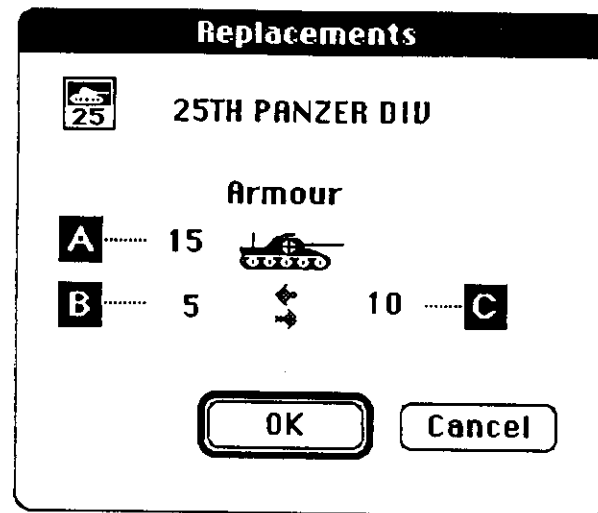 Replacements
25
25TH PANZER DIV
Armour
A 15
B 5 10 C
OK Cancel